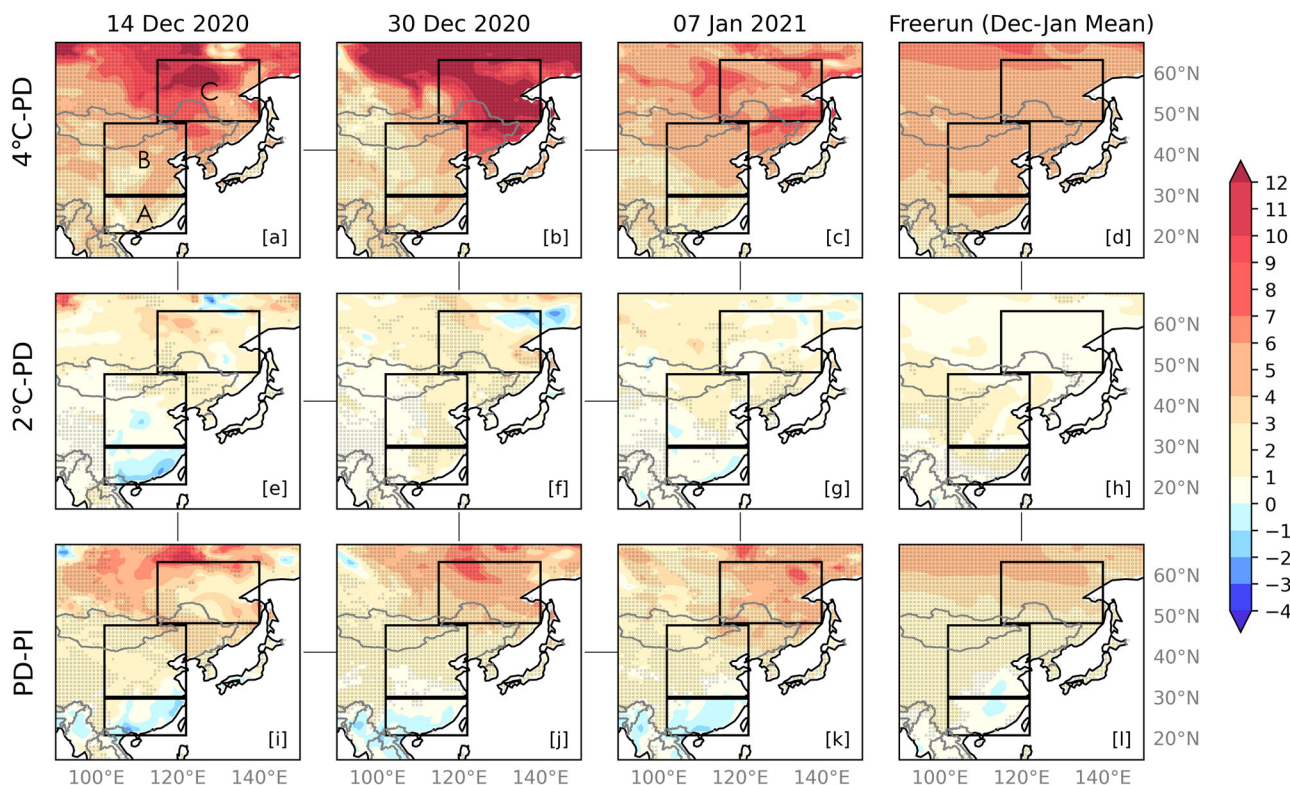 14 Dec 2020 30 Dec 2020 07 Jan 2021 Freerun (Dec-Jan Mean)
4°C-PD
C
B
A
[a] [b] [c] [d]
60°N
50°N
40°N
30°N
20°N
2°C-PD
[e] [f] [g] [h]
60°N
50°N
40°N
30°N
20°N
PD-PI
[i] [j] [k] [l]
60°N
50°N
40°N
30°N
20°N
100°E 120°E 140°E 100°E 120°E 140°E 100°E 120°E 140°E 100°E 120°E 140°E
12
11
10
9
8
7
6
5
4
3
2
1
0
−1
−2
−3
−4